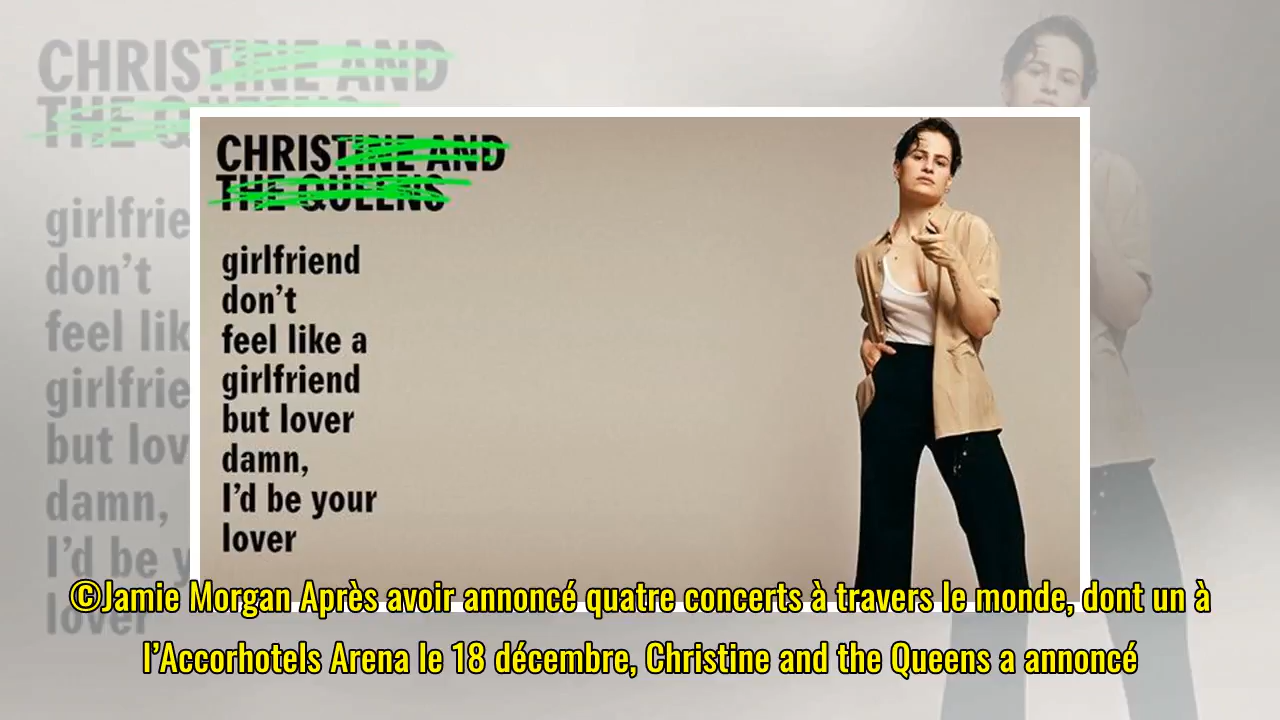 CHRISTINE AND
THE QUEENS
girlfriend
don't
feel like a
girlfriend
but lover
damn,
I'd be your
lover
©Jamie Morgan Après avoir annoncé quatre concerts à travers le monde, dont un à
l'Accorhotels Arena le 18 décembre, Christine and the Queens a annoncé